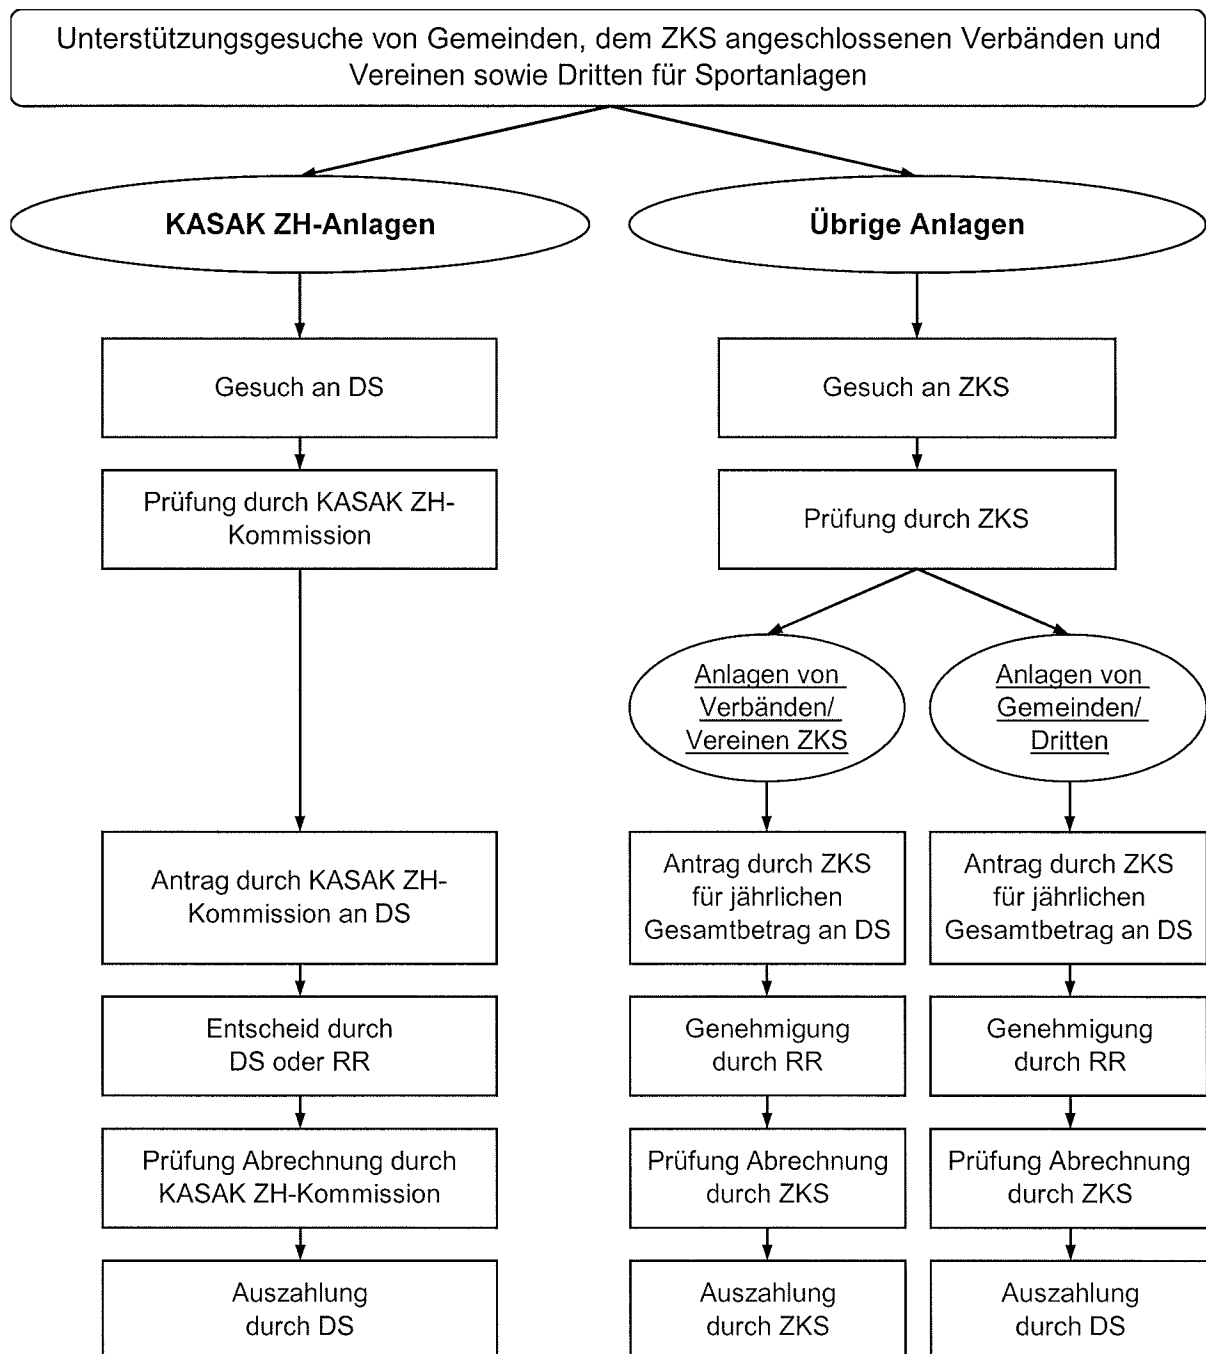 Unterstützungsgesuche von Gemeinden, dem ZKS angeschlossenen Verbänden und
Vereinen sowie Dritten für Sportanlagen
KASAK ZH-Anlagen
Gesuch an DS
Prüfung durch KASAK ZH-
Kommission
Antrag durch KASAK ZH-
Kommission an DS
Entscheid durch
DS oder RR
Prüfung Abrechnung durch
KASAK ZH-Kommission
Auszahlung
durch DS
Übrige Anlagen
Gesuch an ZKS
Prüfung durch ZKS
Anlagen von
Verbänden/
Vereinen ZKS
Antrag durch ZKS
für jährlichen
Gesamtbetrag an DS
Genehmigung
durch RR
Prüfung Abrechnung
durch ZKS
Auszahlung
durch ZKS
Anlagen von
Gemeinden/
Dritten
Antrag durch ZKS
für jährlichen
Gesamtbetrag an DS
Genehmigung
durch RR
Prüfung Abrechnung
durch ZKS
Auszahlung
durch DS